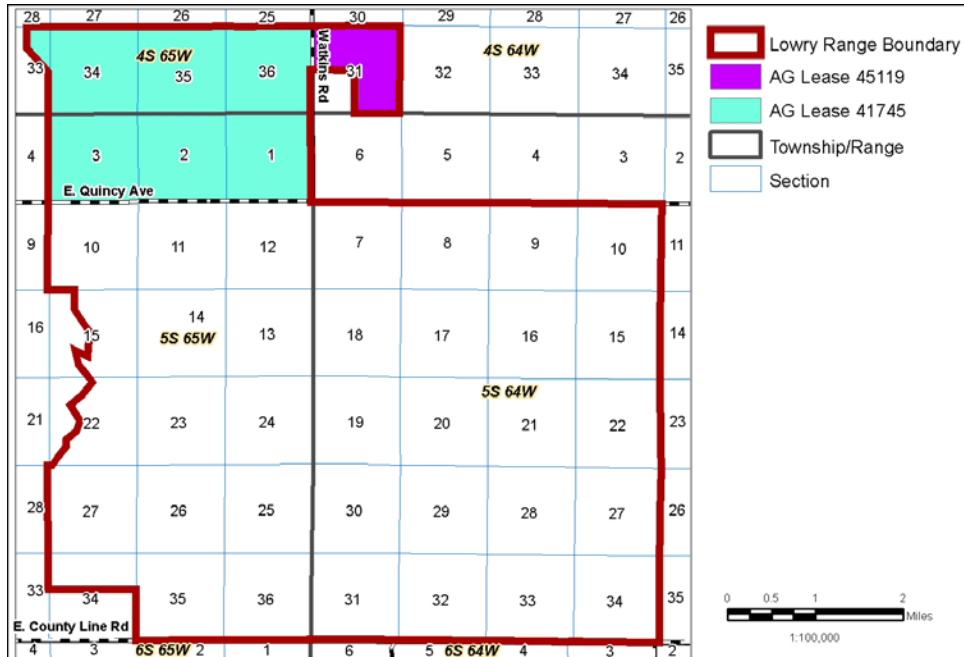 28 27 26 25 30 29 28 27 26
4S 65W
Watkins Rd
4S 64W
33 34 35 36 31 32 33 34 35
4 3 2 1 6 5 4 3 2
E. Quincy Ave
9 10 11 12 7 8 9 10 11
16 15 14 13 18 17 16 15 14
5S 65W
5S 64W
21 22 23 24 19 20 21 22 23
28 27 26 25 30 29 28 27 26
33 34 35 36 31 32 33 34 35
E. County Line Rd
4 3 6S 65W 2 1 6 5 6S 64W 4 3 2
Lowry Range Boundary
AG Lease 45119
AG Lease 41745
Township/Range
Section
0 0.5 1 2
Miles
1:100,000